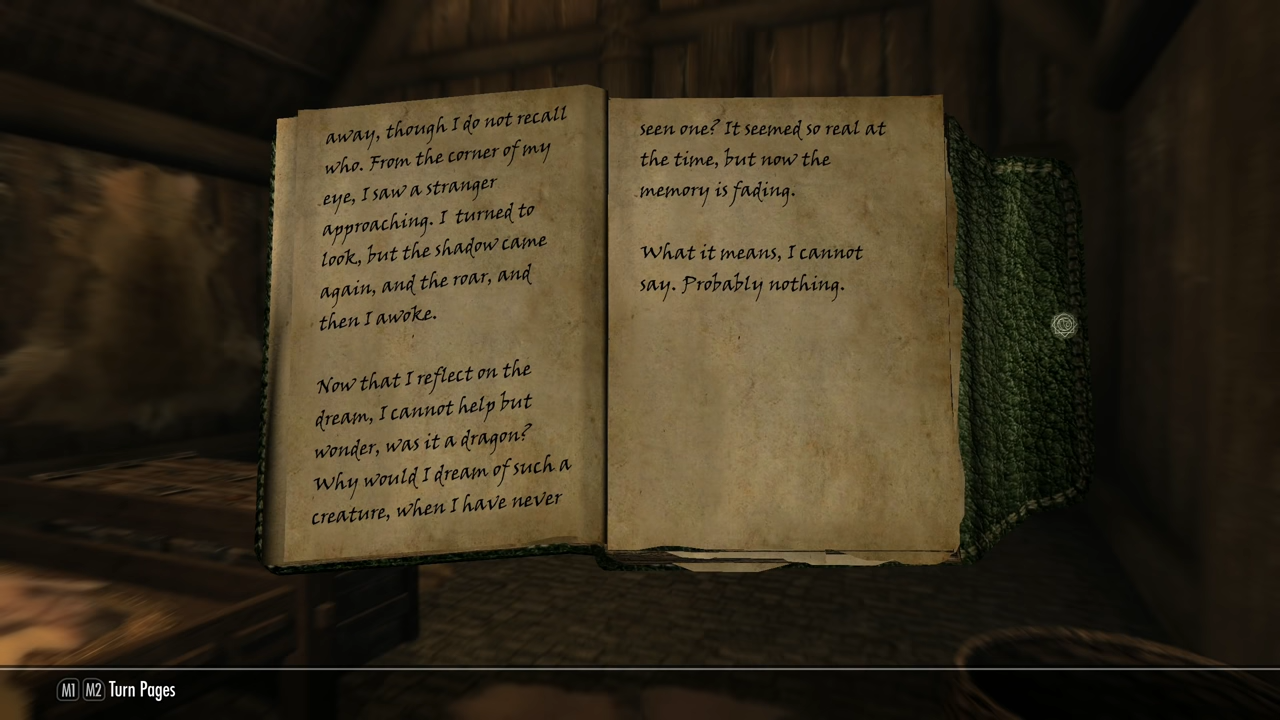 away, though I do not recall
who. From the corner of my
eye, I saw a stranger
approaching. I turned to
look, but the shadow came
again, and the roar, and
then I awoke.
Now that I reflect on the
dream, I cannot help but
wonder, was it a dragon?
Why would I dream of such a
creature, when I have never
seen one? It seemed so real at
the time, but now the
memory is fading.
What it means, I cannot
say. Probably nothing.
M1 M2 Turn Pages